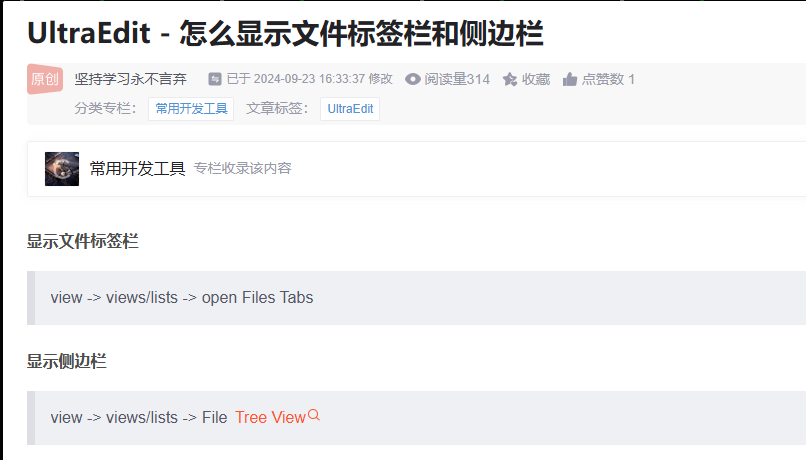 UltraEdit - 怎么显示文件标签栏和侧边栏
原创 坚持学习永不言弃 已于 2024-09-23 16:33:37 修改 阅读量314 收藏 点赞数 1
分类专栏： 常用开发工具 文章标签： UltraEdit
常用开发工具 专栏收录该内容
显示文件标签栏
view -> views/lists -> open Files Tabs
显示侧边栏
view -> views/lists -> File Tree View